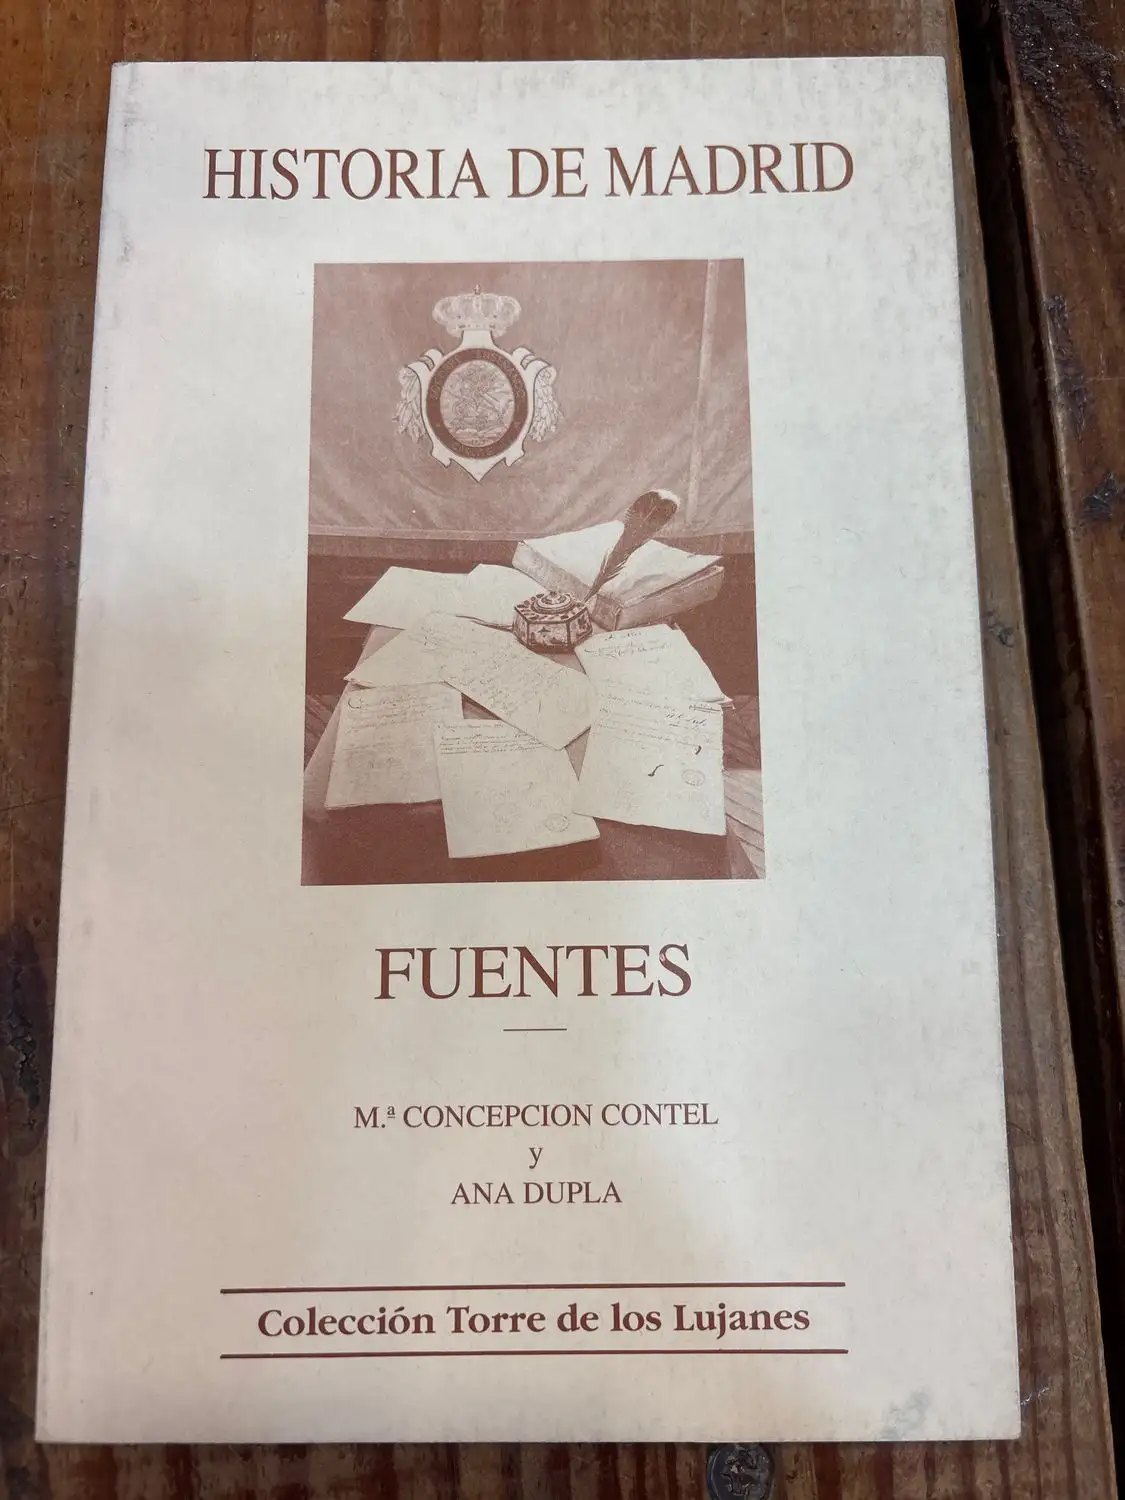 HISTORIA DE MADRID
FUENTES
M.ª CONCEPCION CONTEL
y
ANA DUPLA
Colección Torre de los Lujanes